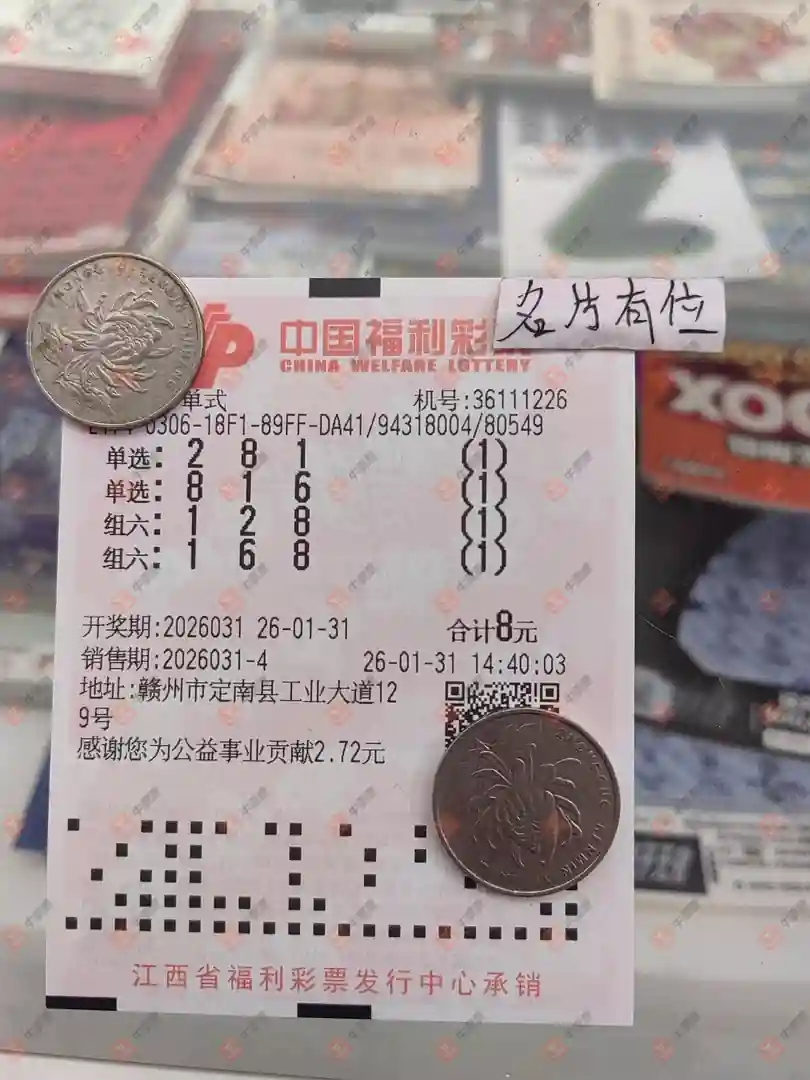 名片有位
中国福利彩
CHINA WELFARE LOTTERY
单式 机号:36111226
0306-18F1-89FF-DA41/94318004/80549
单选: 2 8 1 (1)
单选: 8 1 6 (1)
组六: 1 2 8 (1)
组六: 1 6 8 (1)
开奖期:2026031 26-01-31 合计8元
销售期:2026031-4 26-01-31 14:40:03
地址:赣州市定南县工业大道12
9号
感谢您为公益事业贡献2.72元
江西省福利彩票发行中心承销